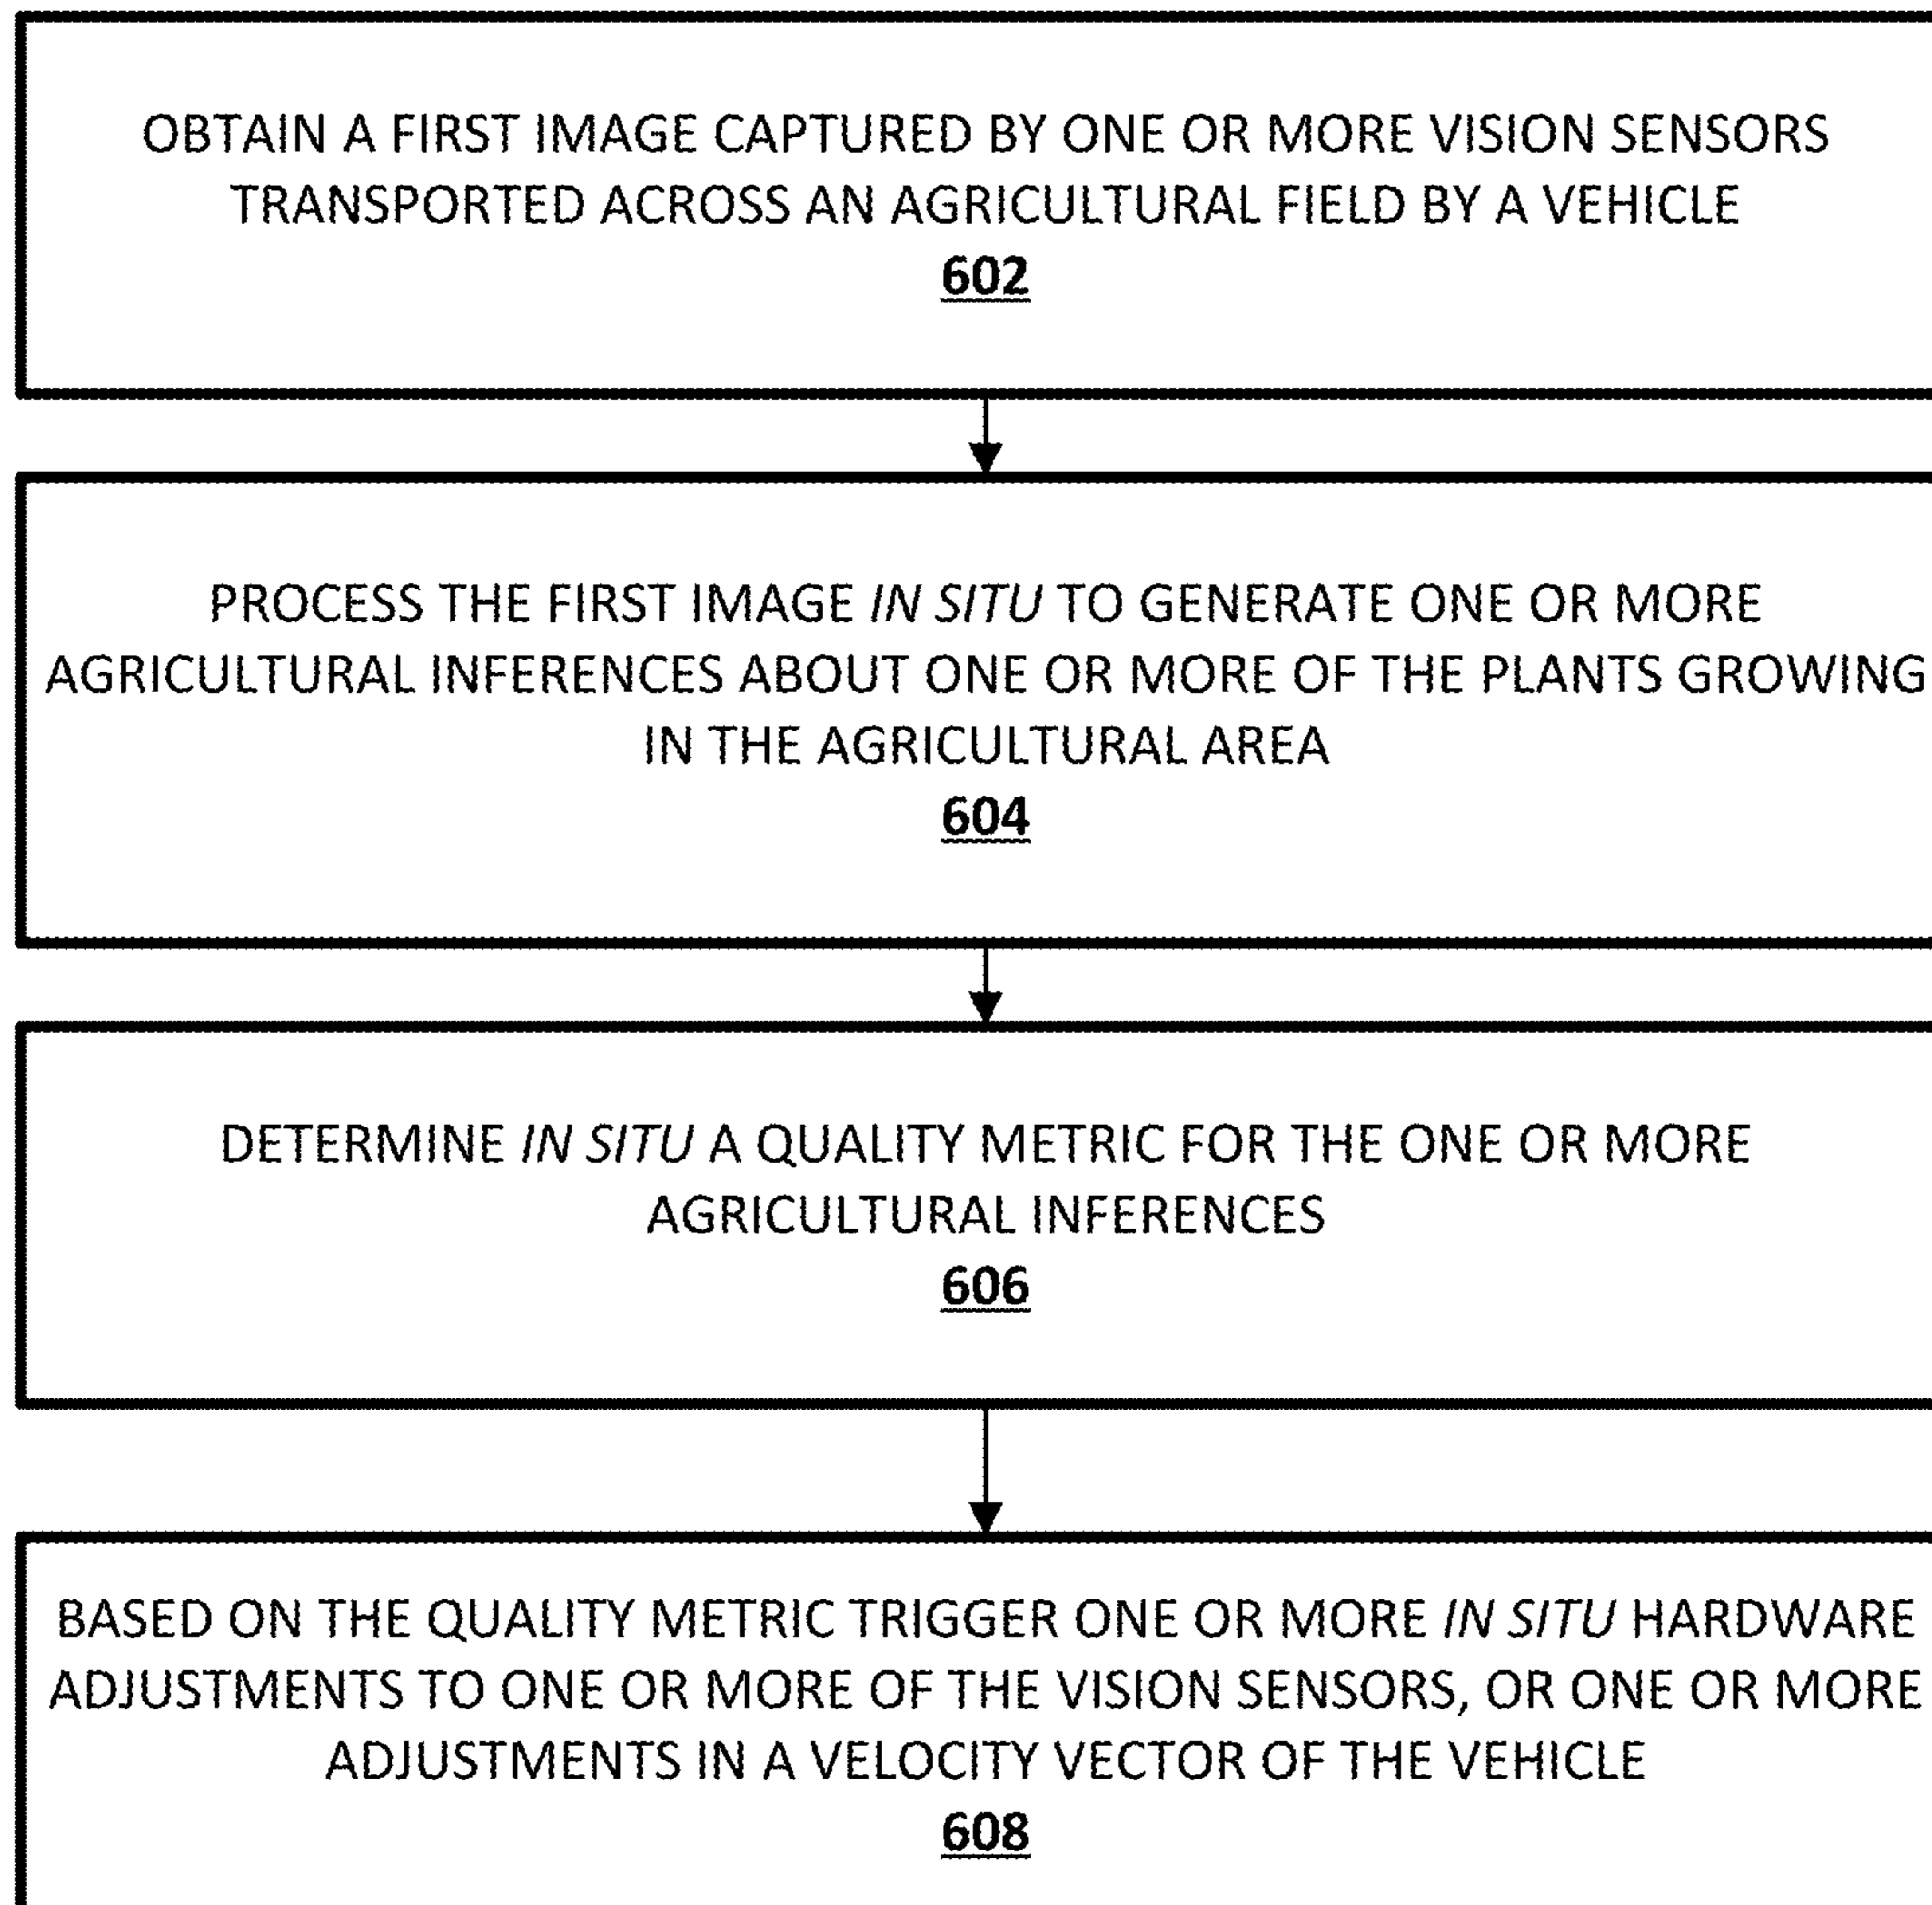 OBTAIN A FIRST IMAGE CAPTURED BY ONE OR MORE VISION SENSORS
TRANSPORTED ACROSS AN AGRICULTURAL FIELD BY A VEHICLE
602
PROCESS THE FIRST IMAGE IN SITU TO GENERATE ONE OR MORE
AGRICULTURAL INFERENCES ABOUT ONE OR MORE OF THE PLANTS GROWING
IN THE AGRICULTURAL AREA
604
DETERMINE IN SITU A QUALITY METRIC FOR THE ONE OR MORE
AGRICULTURAL INFERENCES
606
BASED ON THE QUALITY METRIC TRIGGER ONE OR MORE IN SITU HARDWARE
ADJUSTMENTS TO ONE OR MORE OF THE VISION SENSORS, OR ONE OR MORE
ADJUSTMENTS IN A VELOCITY VECTOR OF THE VEHICLE
608